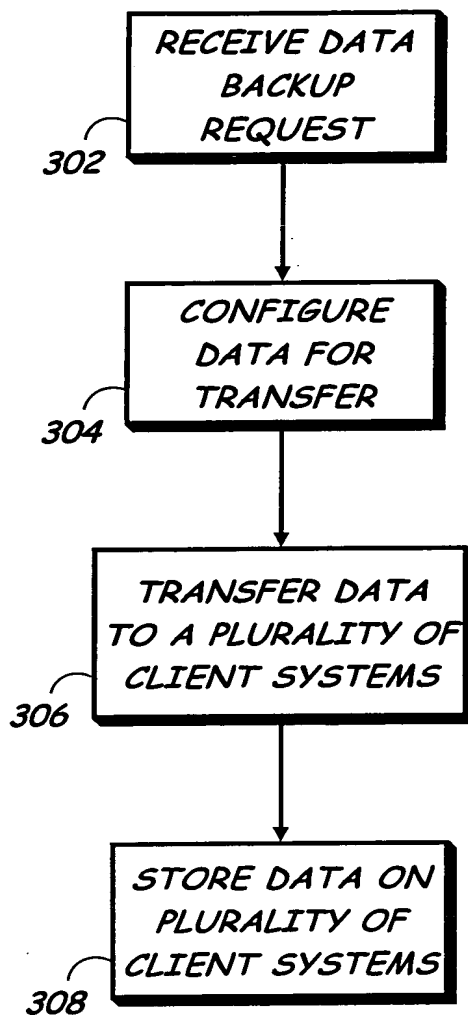 RECEIVE DATA
BACKUP
REQUEST
302
CONFIGURE
DATA FOR
TRANSFER
304
TRANSFER DATA
TO A PLURALITY OF
CLIENT SYSTEMS
306
STORE DATA ON
PLURALITY OF
CLIENT SYSTEMS
308